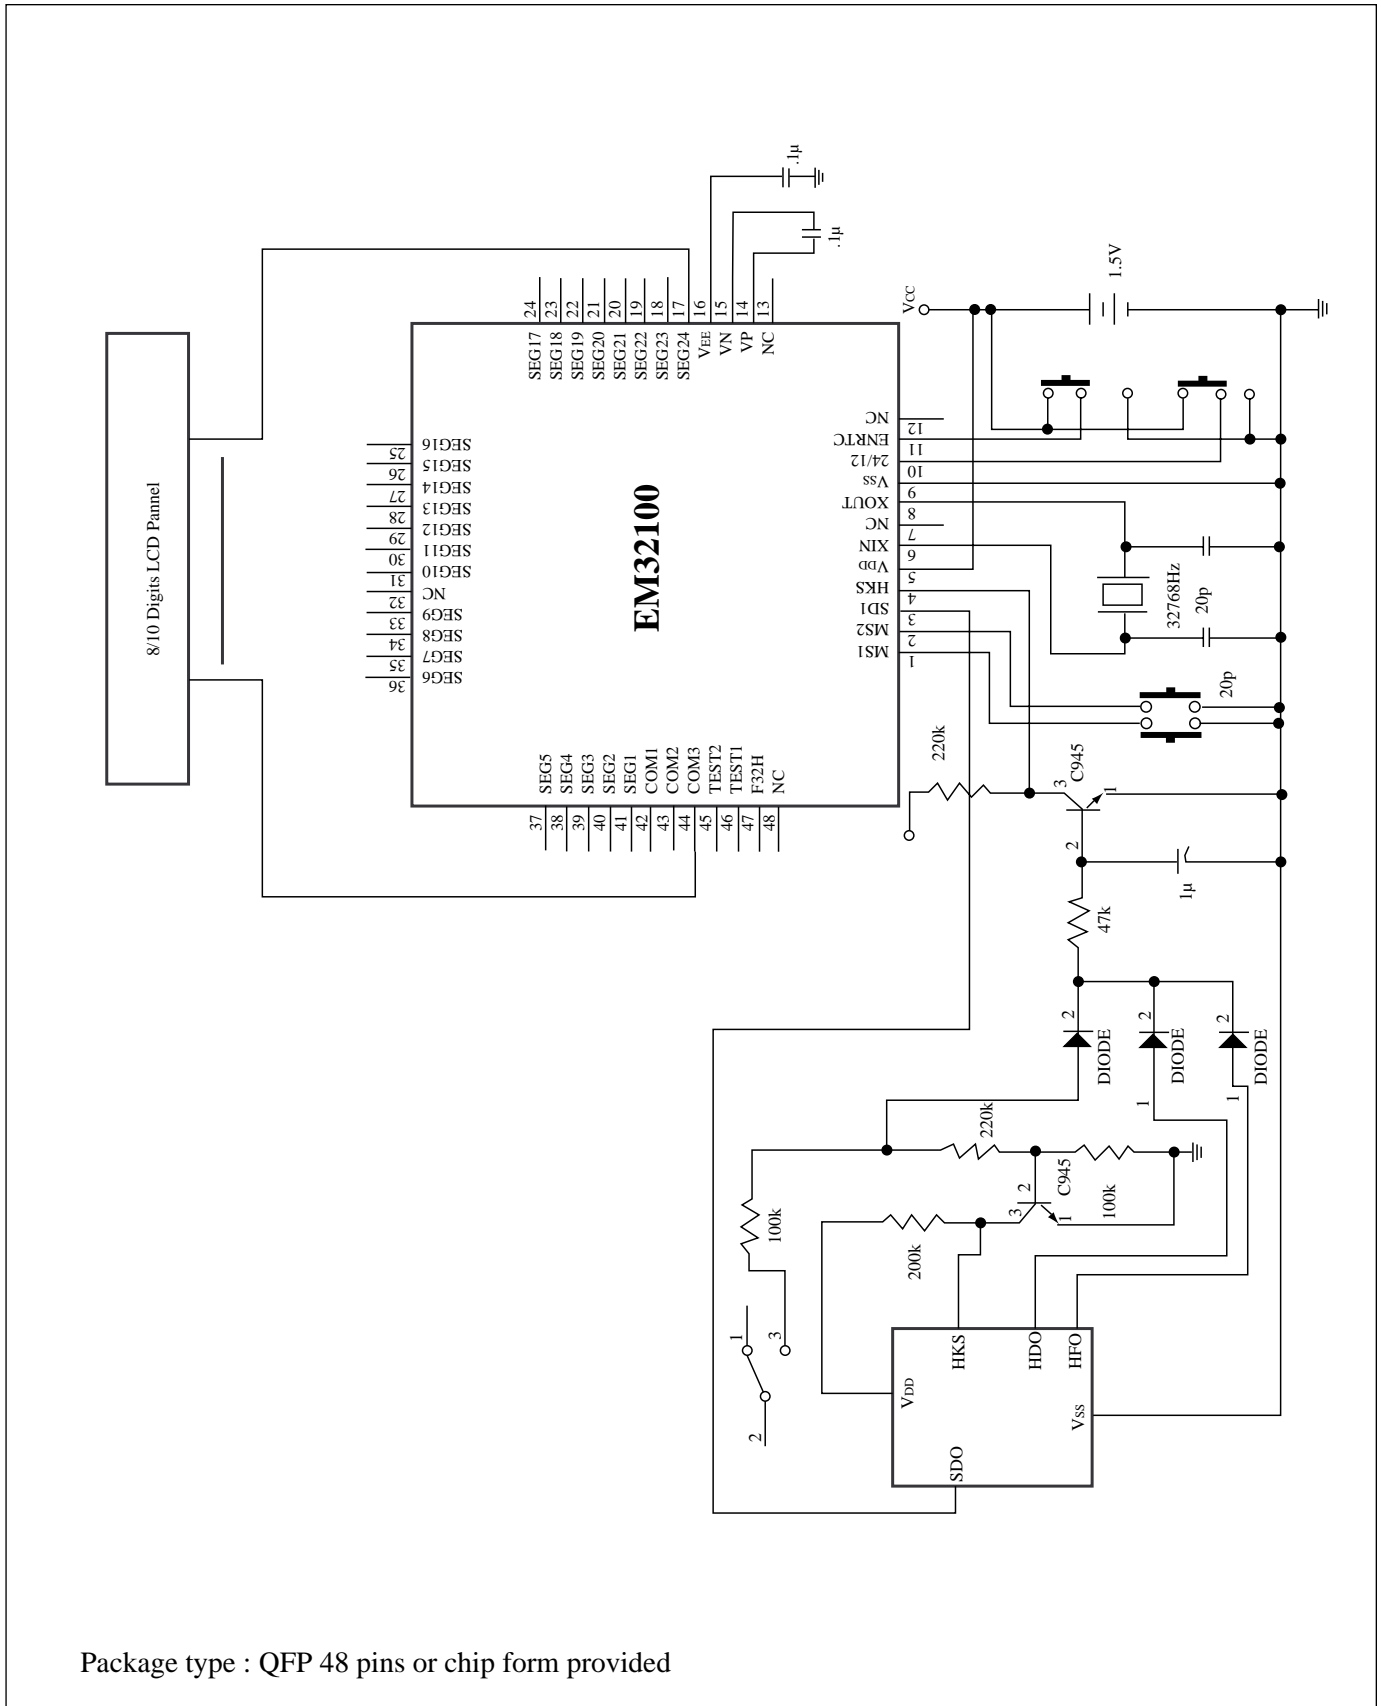 .1µ
.1µ
8/10 Digits LCD Pannel
24
23
22
21
20
19
18
17
16
15
14
13
SEG17
SEG18
SEG19
SEG20
SEG21
SEG22
SEG23
SEG24
VEE
VN
VP
NC
VCC
1.5V
25
26
27
28
29
30
31
32
33
34
35
36
SEG16
SEG15
SEG14
SEG13
SEG12
SEG11
SEG10
NC
SEG9
SEG8
SEG7
SEG6
EM32100
NC
ENRTC
24/12
VSS
XOUT
NC
XIN
VDD
HKS
SD1
MS2
MS1
12
11
10
9
8
7
6
5
4
3
2
1
32768Hz
20p
20p
SEG5
SEG4
SEG3
SEG2
SEG1
COM1
COM2
COM3
TEST2
TEST1
F32H
NC
37
38
39
40
41
42
43
44
45
46
47
48
220k
3
C945
1
2
1µ
47k
2
DIODE
2
DIODE
1
2
DIODE
1
220k
100k
2
C945
3
1
100k
200k
1
3
2
HKS
HDO
HFO
VDD
VSS
SDO
Package type : QFP 48 pins or chip form provided